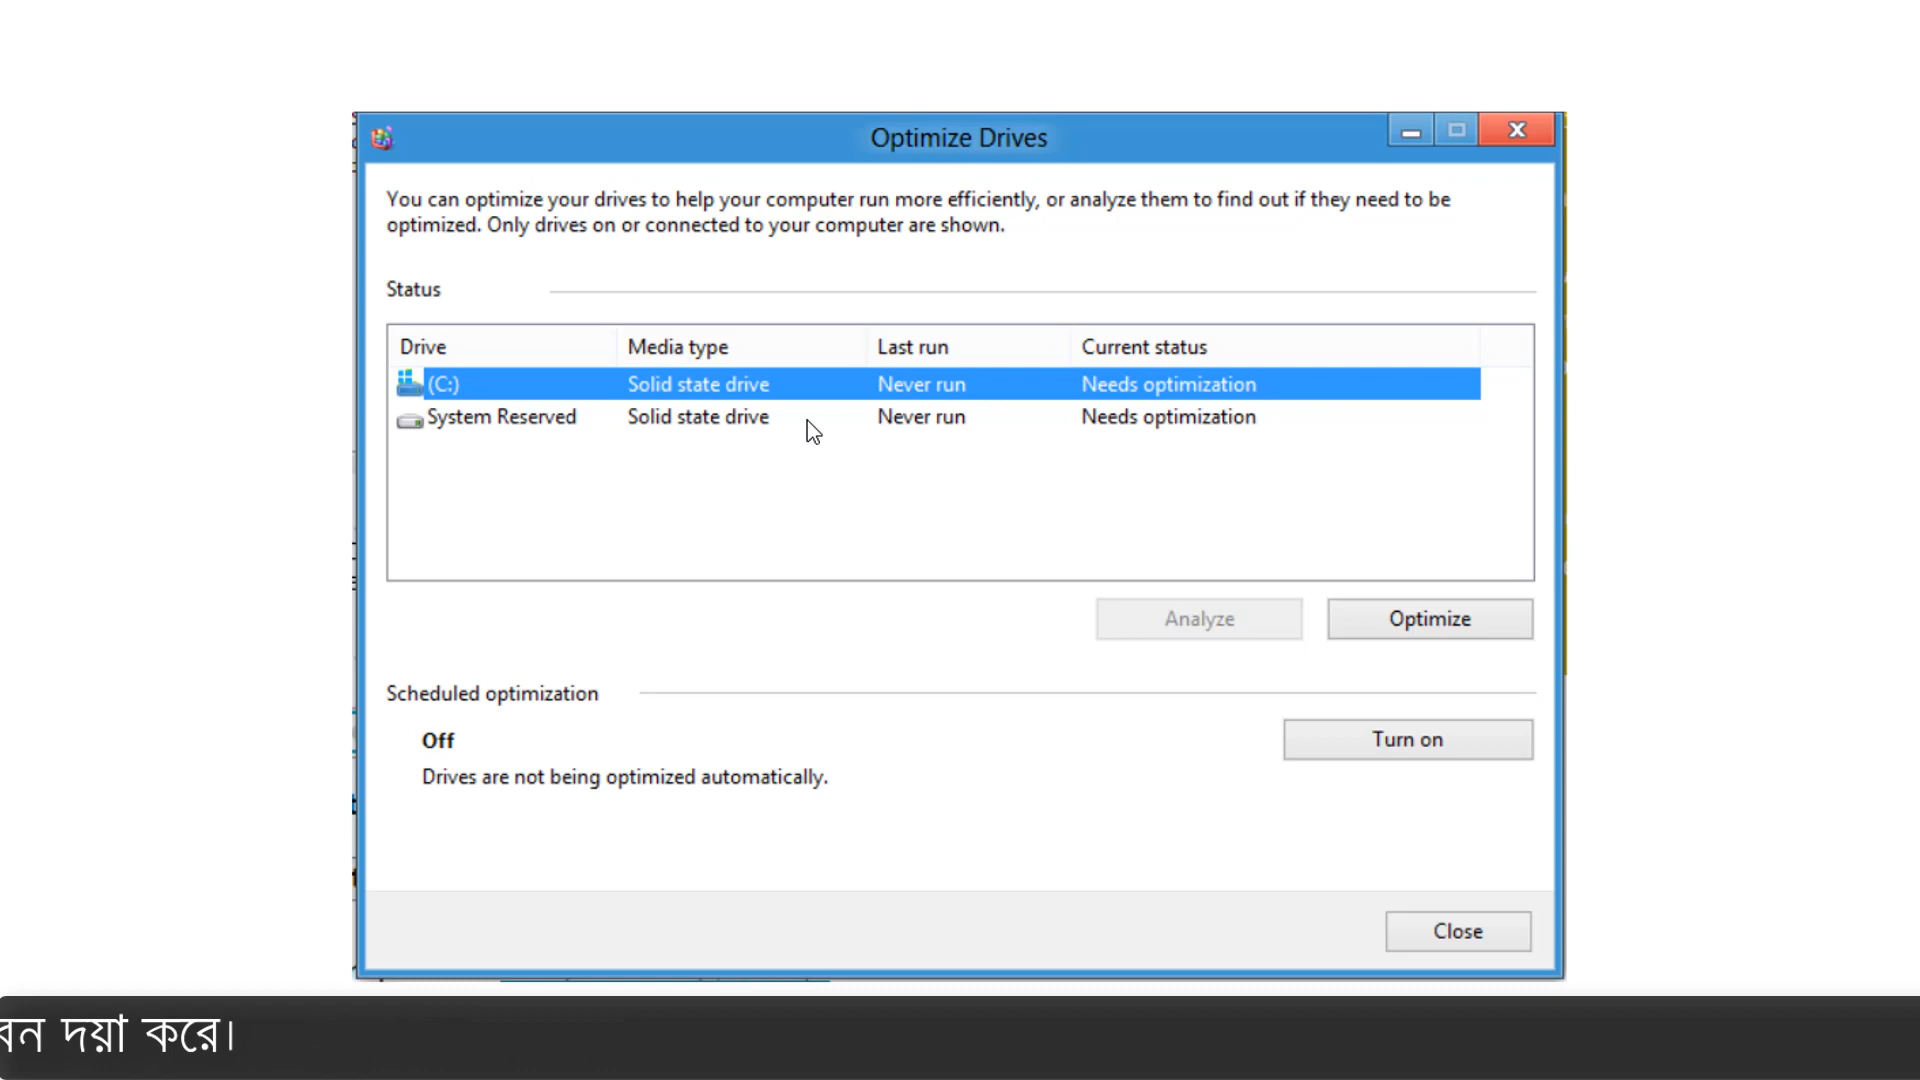 Optimize Drives
You can optimize your drives to help your computer run more efficiently, or analyze them to find out if they need to be
optimized. Only drives on or connected to your computer are shown.
Status
Drive Media type Last run Current status
(C:) Solid state drive Never run Needs optimization
System Reserved Solid state drive Never run Needs optimization
Analyze Optimize
Scheduled optimization
Off Turn on
Drives are not being optimized automatically.
Close
দয়া করে।